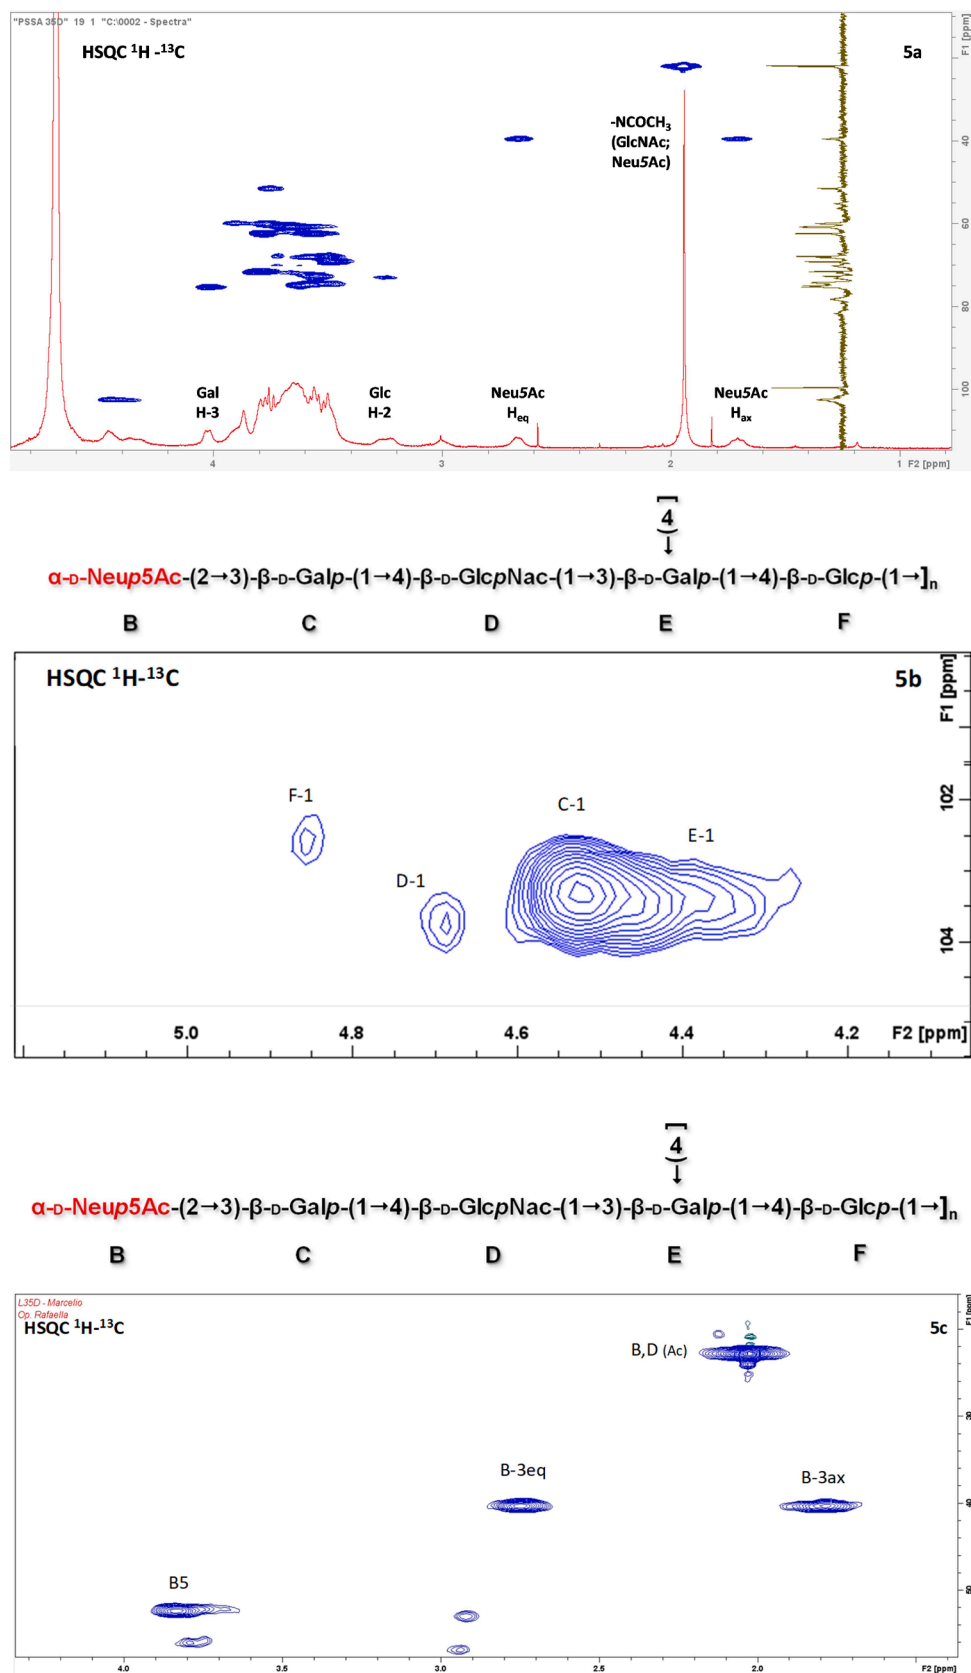 "PSSA 35D" 19 1 "C:\0002 - Spectra"
HSQC ¹H -¹³C
5a
F1 [ppm]
-NCOCH₃
(GlcNAc;
Neu5Ac)
40
60
80
100
Gal
H-3
Glc
H-2
Neu5Ac
Heq
Neu5Ac
Hax
4
3
2
1
F2 [ppm]
[
4
(
↓
α-D-Neup5Ac-(2→3)-β-D-Galp-(1→4)-β-D-GlcpNac-(1→3)-β-D-Galp-(1→4)-β-D-Glcp-(1→]n
B
C
D
E
F
HSQC ¹H-¹³C
5b
F1 [ppm]
F-1
C-1
E-1
D-1
102
104
5.0
4.8
4.6
4.4
4.2
F2 [ppm]
[
4
(
↓
α-D-Neup5Ac-(2→3)-β-D-Galp-(1→4)-β-D-GlcpNac-(1→3)-β-D-Galp-(1→4)-β-D-Glcp-(1→]n
B
C
D
E
F
L35D - Marcelio
Op. Rafaella
HSQC ¹H-¹³C
5c
F1 [ppm]
B,D (Ac)
B-3eq
B-3ax
B5
30
40
50
4.0
3.5
3.0
2.5
2.0
F2 [ppm]